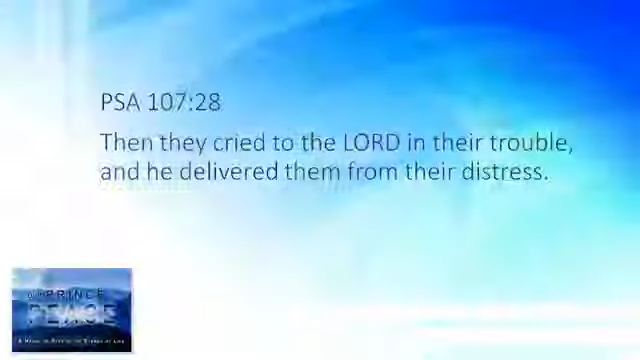 PSA 107:28
Then they cried to the LORD in their trouble,
and he delivered them from their distress.
PRINCE
PEACE